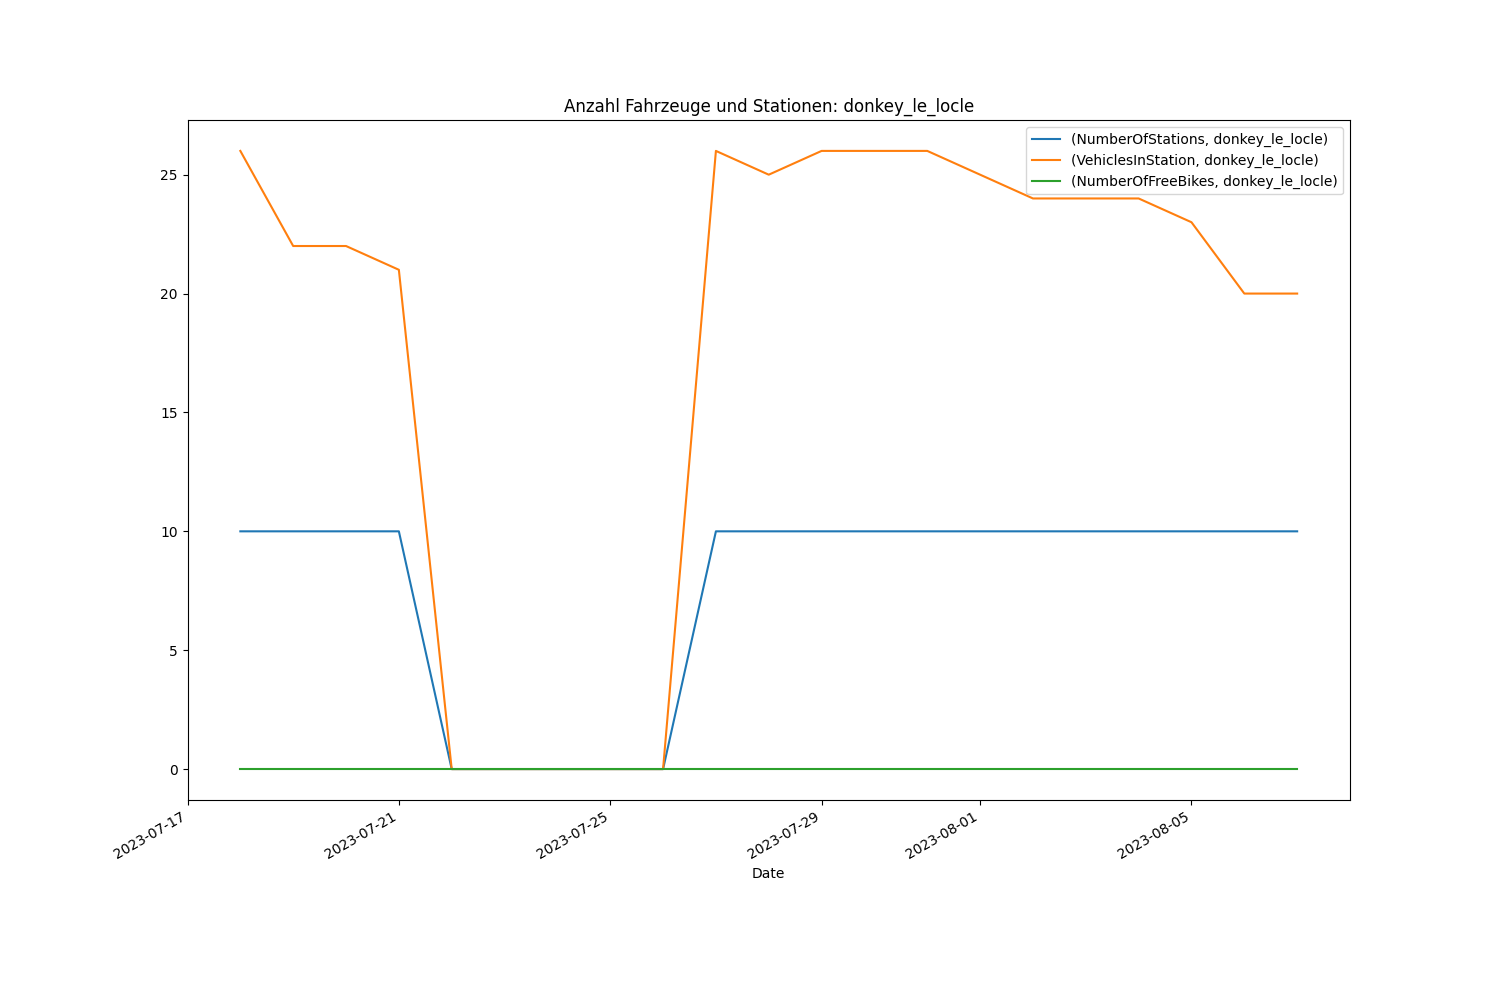 Anzahl Fahrzeuge und Stationen: donkey_le_locle
(NumberOfStations, donkey_le_locle)
(VehiclesInStation, donkey_le_locle)
(NumberOfFreeBikes, donkey_le_locle)
25
20
15
10
5
0
2023-07-17
2023-07-21
2023-07-25
2023-07-29
2023-08-01
2023-08-05
Date